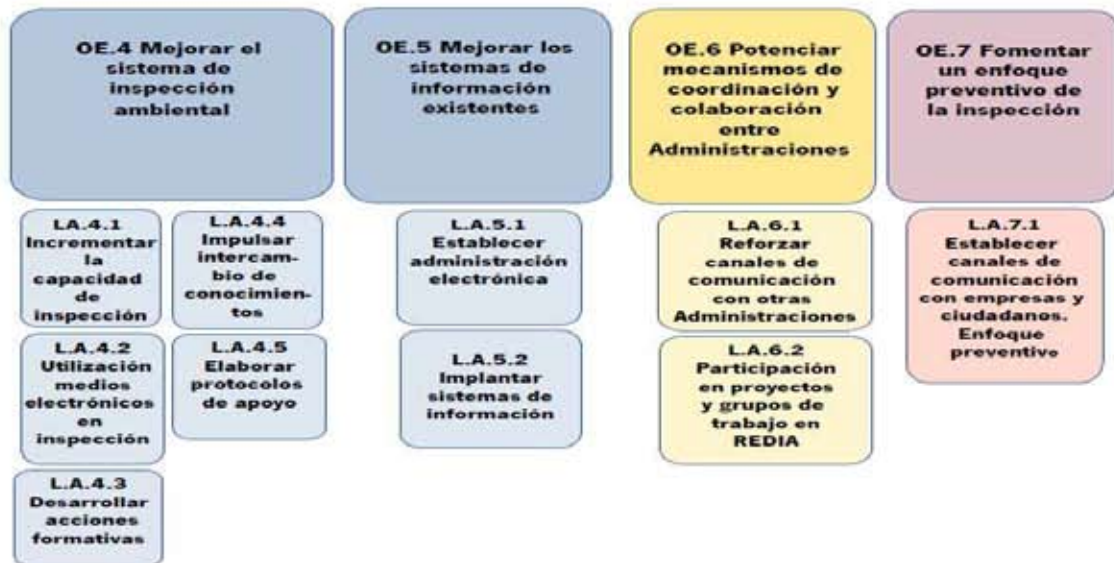 OE.4 Mejorar el
sistema de
inspección
ambiental
OE.5 Mejorar los
sistemas de
información
existentes
OE.6 Potenciar
mecanismos de
coordinación y
colaboración
entre
Administraciones
OE.7 Fomentar
un enfoque
preventivo de
la inspección
LA.4.1
Incrementar
la
capacidad
de
inspección
L.A.4.2
Utilización
medios
electrónicos
en
inspección
L.A.4.3
Desarrollar
acciones
formativas
L.A.4.4
Impulsar
intercam-
bio de
conocimien-
tos
L.A.4.5
Elaborar
protocolos
de apoyo
L.A.5.1
Establecer
administración
electrónica
L.A.5.2
Implantar
sistemas de
información
L.A.6.1
Reforzar
canales de
comunicación
con otras
Administraciones
L.A.6.2
Participación
en proyectos
y grupos de
trabajo en
REDIA
L.A.7.1
Establecer
canales de
comunicación
con empresas y
ciudadanos.
Enfoque
preventivo